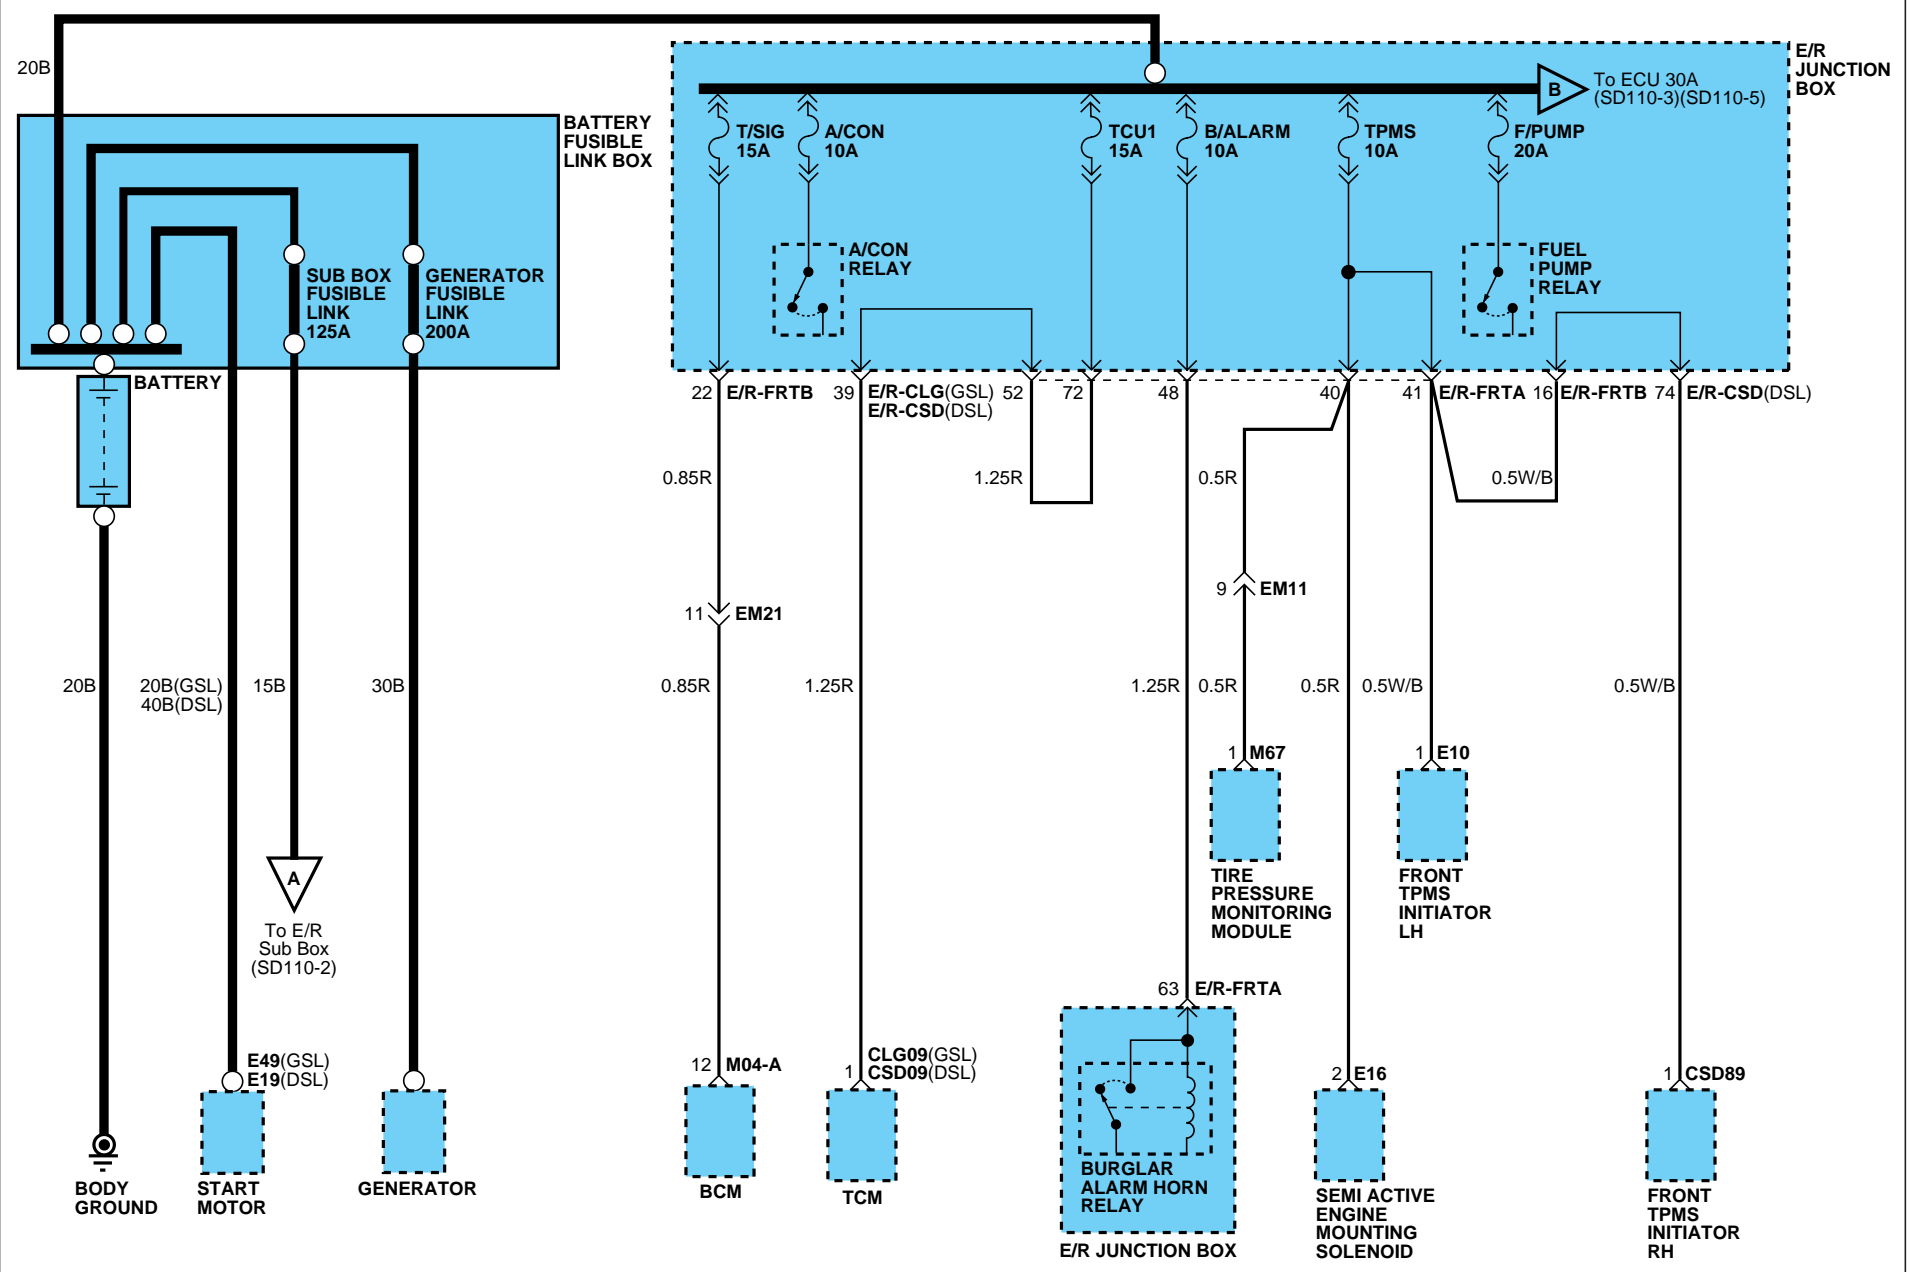 20B
BATTERY
FUSIBLE
LINK BOX
SUB BOX
FUSIBLE
LINK
125A
GENERATOR
FUSIBLE
LINK
200A
BATTERY
E/R
JUNCTION
BOX
B
To ECU 30A
(SD110-3)(SD110-5)
T/SIG
15A
A/CON
10A
TCU1
15A
B/ALARM
10A
TPMS
10A
F/PUMP
20A
A/CON
RELAY
FUEL
PUMP
RELAY
22 E/R-FRTB
39 E/R-CLG(GSL)
E/R-CSD(DSL)
52
72
48
40
41 E/R-FRTA
16 E/R-FRTB
74 E/R-CSD(DSL)
0.85R
1.25R
0.5R
0.5W/B
9 EM11
11 EM21
20B
20B(GSL)
40B(DSL)
15B
30B
0.85R
1.25R
1.25R
0.5R
0.5R
0.5W/B
0.5W/B
1 M67
1 E10
TIRE
PRESSURE
MONITORING
MODULE
FRONT
TPMS
INITIATOR
LH
A
To E/R
Sub Box
(SD110-2)
63 E/R-FRTA
E49(GSL)
E19(DSL)
12 M04-A
CLG09(GSL)
1 CSD09(DSL)
2 E16
1 CSD89
BODY
GROUND
START
MOTOR
GENERATOR
BCM
TCM
BURGLAR
ALARM HORN
RELAY
E/R JUNCTION BOX
SEMI ACTIVE
ENGINE
MOUNTING
SOLENOID
FRONT
TPMS
INITIATOR
RH